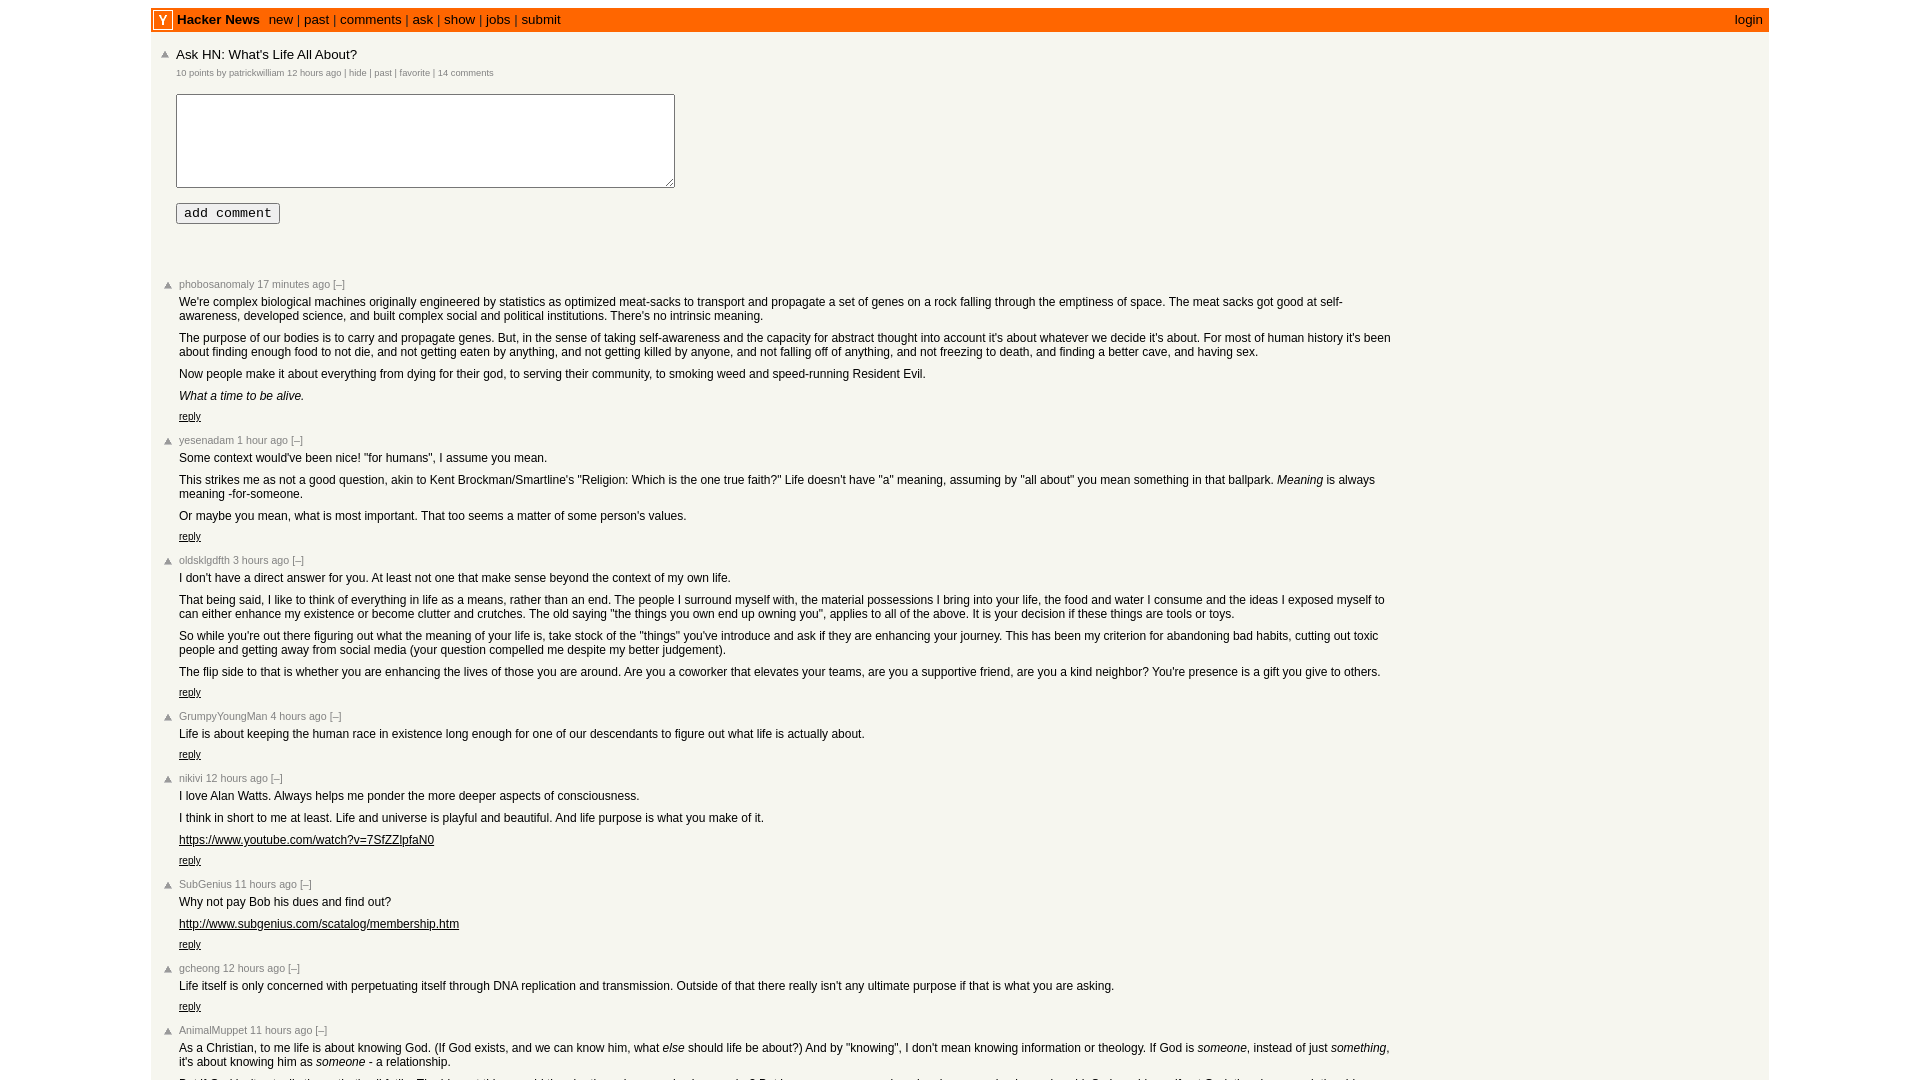 Y Hacker News new | past | comments | ask | show | jobs | submit login
Ask HN: What's Life All About?
10 points by patrickwilliam 12 hours ago | hide | past | favorite | 14 comments
add comment
phobosanomaly 17 minutes ago [–]
We're complex biological machines originally engineered by statistics as optimized meat-sacks to transport and propagate a set of genes on a rock falling through the emptiness of space. The meat sacks got good at self-
awareness, developed science, and built complex social and political institutions. There's no intrinsic meaning.
The purpose of our bodies is to carry and propagate genes. But, in the sense of taking self-awareness and the capacity for abstract thought into account it's about whatever we decide it's about. For most of human history it's been
about finding enough food to not die, and not getting eaten by anything, and not getting killed by anyone, and not falling off of anything, and not freezing to death, and finding a better cave, and having sex.
Now people make it about everything from dying for their god, to serving their community, to smoking weed and speed-running Resident Evil.
What a time to be alive.
reply
yesenadam 1 hour ago [–]
Some context would've been nice! "for humans", I assume you mean.
This strikes me as not a good question, akin to Kent Brockman/Smartline's "Religion: Which is the one true faith?" Life doesn't have "a" meaning, assuming by "all about" you mean something in that ballpark. Meaning is always
meaning -for-someone.
Or maybe you mean, what is most important. That too seems a matter of some person's values.
reply
oldsklgdfth 3 hours ago [–]
I don't have a direct answer for you. At least not one that make sense beyond the context of my own life.
That being said, I like to think of everything in life as a means, rather than an end. The people I surround myself with, the material possessions I bring into your life, the food and water I consume and the ideas I exposed myself to
can either enhance my existence or become clutter and crutches. The old saying "the things you own end up owning you", applies to all of the above. It is your decision if these things are tools or toys.
So while you're out there figuring out what the meaning of your life is, take stock of the "things" you've introduce and ask if they are enhancing your journey. This has been my criterion for abandoning bad habits, cutting out toxic
people and getting away from social media (your question compelled me despite my better judgement).
The flip side to that is whether you are enhancing the lives of those you are around. Are you a coworker that elevates your teams, are you a supportive friend, are you a kind neighbor? You're presence is a gift you give to others.
reply
GrumpyYoungMan 4 hours ago [–]
Life is about keeping the human race in existence long enough for one of our descendants to figure out what life is actually about.
reply
nikivi 12 hours ago [–]
I love Alan Watts. Always helps me ponder the more deeper aspects of consciousness.
I think in short to me at least. Life and universe is playful and beautiful. And life purpose is what you make of it.
https://www.youtube.com/watch?v=7SfZZlpfaN0
reply
SubGenius 11 hours ago [–]
Why not pay Bob his dues and find out?
http://www.subgenius.com/scatalog/membership.htm
reply
gcheong 12 hours ago [–]
Life itself is only concerned with perpetuating itself through DNA replication and transmission. Outside of that there really isn't any ultimate purpose if that is what you are asking.
reply
AnimalMuppet 11 hours ago [–]
As a Christian, to me life is about knowing God. (If God exists, and we can know him, what else should life be about?) And by "knowing", I don't mean knowing information or theology. If God is someone, instead of just something,
it's about knowing him as someone - a relationship.